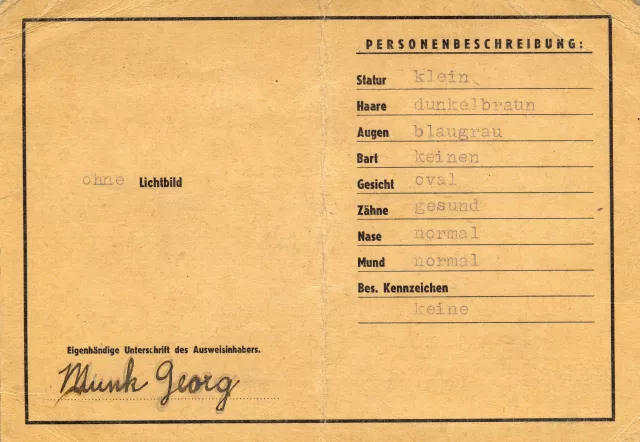 ohne Lichtbild
Eigenhändige Unterschrift des Ausweisinhabers.
Munk Georg
PERSONENBESCHREIBUNG:
Statur klein
Haare dunkelbraun
Augen blaugrau
Bart keinen
Gesicht oval
Zähne gesund
Nase normal
Mund normal
Bes. Kennzeichen
keine